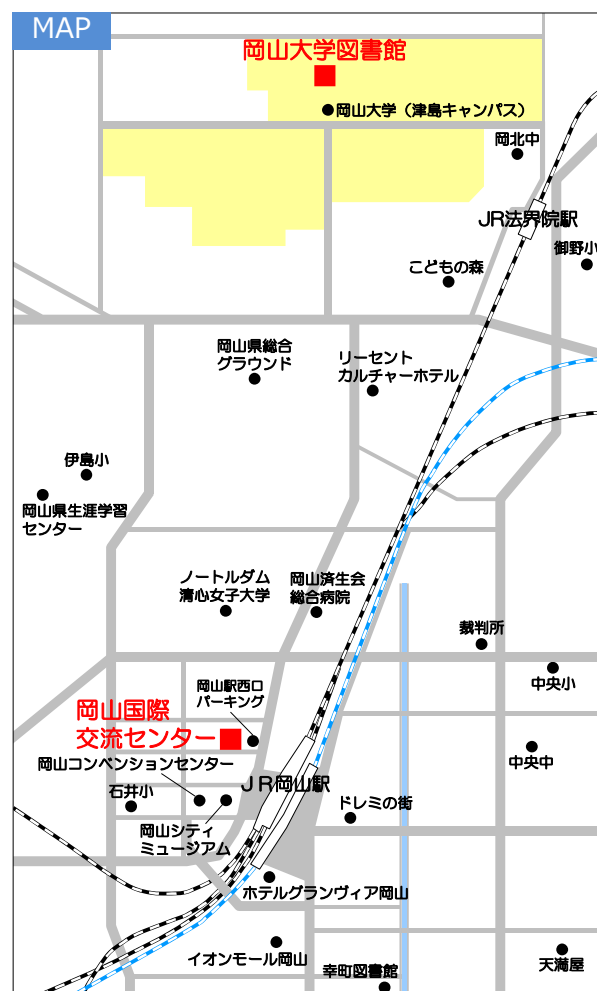 MAP
岡山大学図書館
岡山大学（津島キャンパス）
岡北中
JR法界院駅
御野小
こどもの森
岡山県総合
グラウンド
リーセント
カルチャーホテル
伊島小
岡山県生涯学習
センター
ノートルダム
清心女子大学
岡山済生会
総合病院
裁判所
中央小
岡山駅西口
パーキング
岡山国際
交流センター
中央中
岡山コンベンションセンター
JR岡山駅
石井小
ドレミの街
岡山シティ
ミュージアム
ホテルグランヴィア岡山
イオンモール岡山
天満屋
幸町図書館